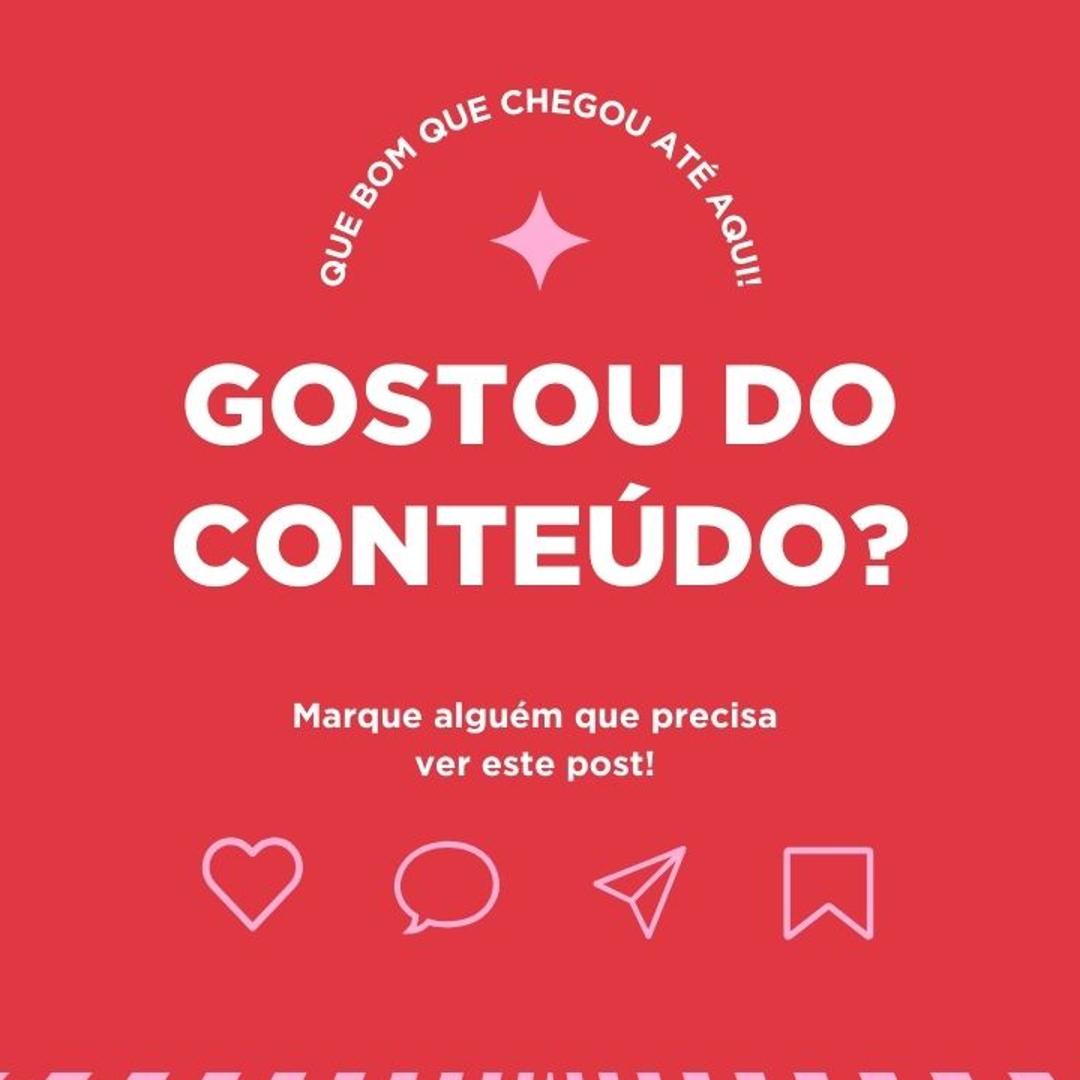 QUE BOM QUE CHEGOU ATÉ AQUI!
GOSTOU DO
CONTEÚDO?
Marque alguém que precisa
ver este post!